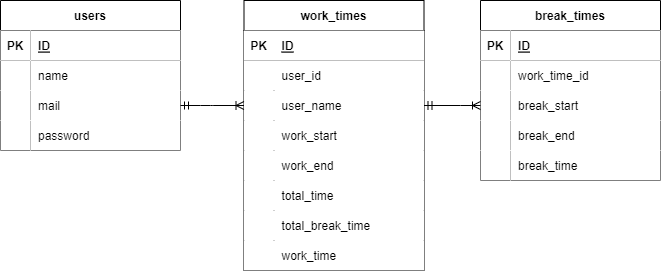 users
PK ID
name
mail
password
work_times
PK ID
user_id
user_name
work_start
work_end
total_time
total_break_time
work_time
break_times
PK ID
work_time_id
break_start
break_end
break_time